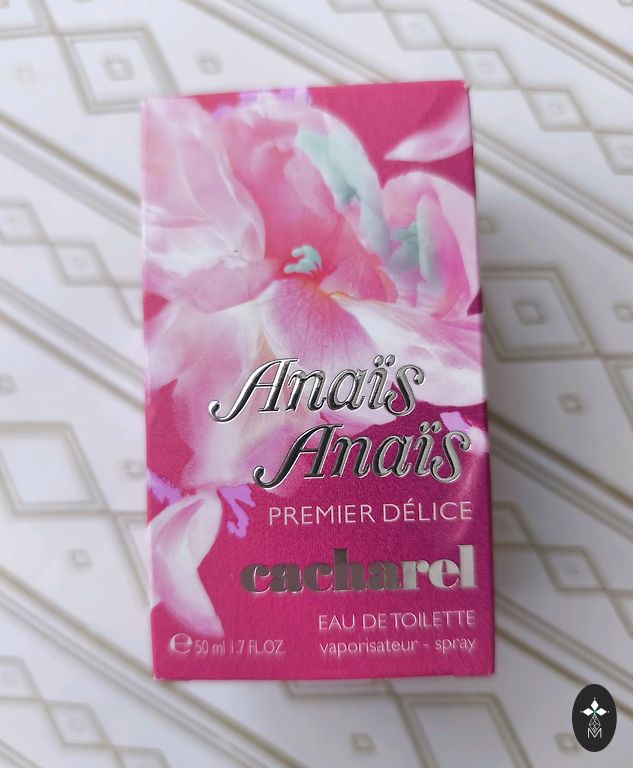 Anaïs
Anaïs
PREMIER DÉLICE
cacharel
EAU DE TOILETTE
℮ 50 ml 1.7 FL.OZ. vaporisateur - spray
M